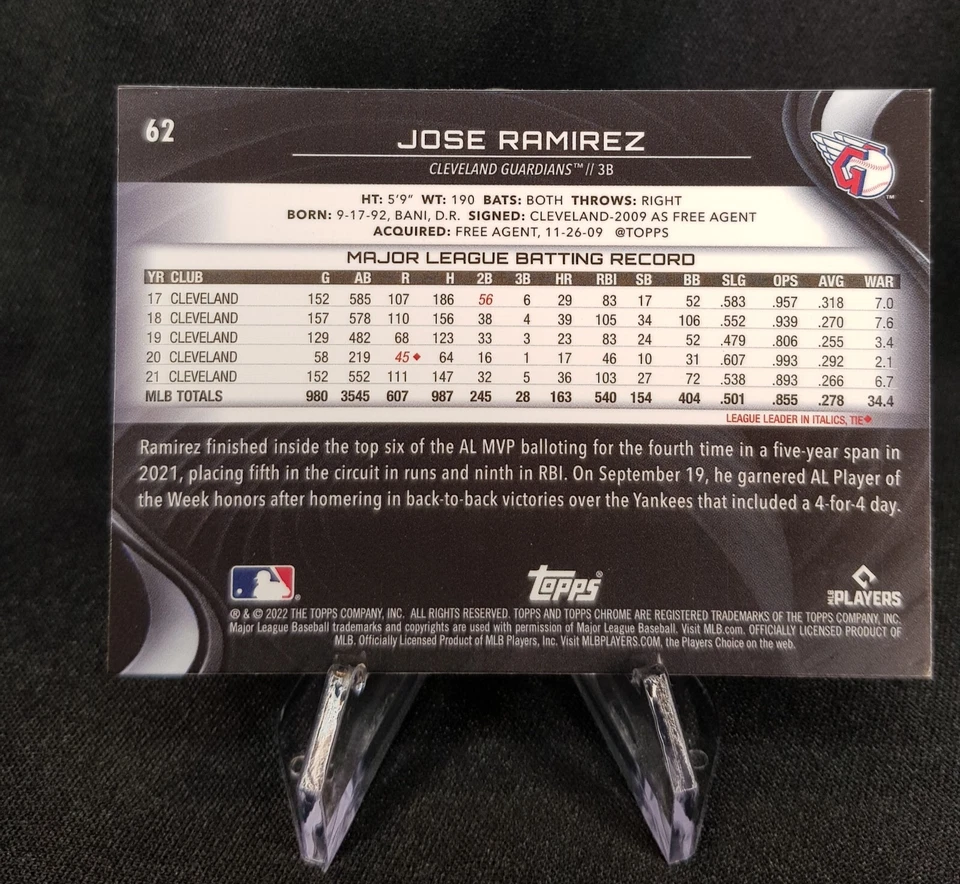 62
JOSE RAMIREZ
CLEVELAND GUARDIANS™ // 3B
HT: 5'9" WT: 190 BATS: BOTH THROWS: RIGHT
BORN: 9-17-92, BANI, D.R. SIGNED: CLEVELAND-2009 AS FREE AGENT
ACQUIRED: FREE AGENT, 11-26-09 @TOPPS
MAJOR LEAGUE BATTING RECORD
YR CLUB G AB R H 2B 3B HR RBI SB BB SLG OPS AVG WAR
17 CLEVELAND 152 585 107 186 56 6 29 83 17 52 .583 .957 .318 7.0
18 CLEVELAND 157 578 110 156 38 4 39 105 34 106 .552 .939 .270 7.6
19 CLEVELAND 129 482 68 123 33 3 23 83 24 52 .479 .806 .255 3.4
20 CLEVELAND 58 219 45♦ 64 16 1 17 46 10 31 .607 .993 .292 2.1
21 CLEVELAND 152 552 111 147 32 5 36 103 27 72 .538 .893 .266 6.7
MLB TOTALS 980 3545 607 987 245 28 163 540 154 404 .501 .855 .278 34.4
LEAGUE LEADER IN ITALICS, TIE♦
Ramirez finished inside the top six of the AL MVP balloting for the fourth time in a five-year span in
2021, placing fifth in the circuit in runs and ninth in RBI. On September 19, he garnered AL Player of
the Week honors after homering in back-to-back victories over the Yankees that included a 4-for-4 day.
Topps®
MLB PLAYERS
® & © 2022 THE TOPPS COMPANY, INC. ALL RIGHTS RESERVED. TOPPS AND TOPPS CHROME ARE REGISTERED TRADEMARKS OF THE TOPPS COMPANY, INC.
Major League Baseball trademarks and copyrights are used with permission of Major League Baseball. Visit MLB.com. OFFICIALLY LICENSED PRODUCT OF
MLB. Officially Licensed Product of MLB Players, Inc. Visit MLBPLAYERS.COM, the Players Choice on the web.